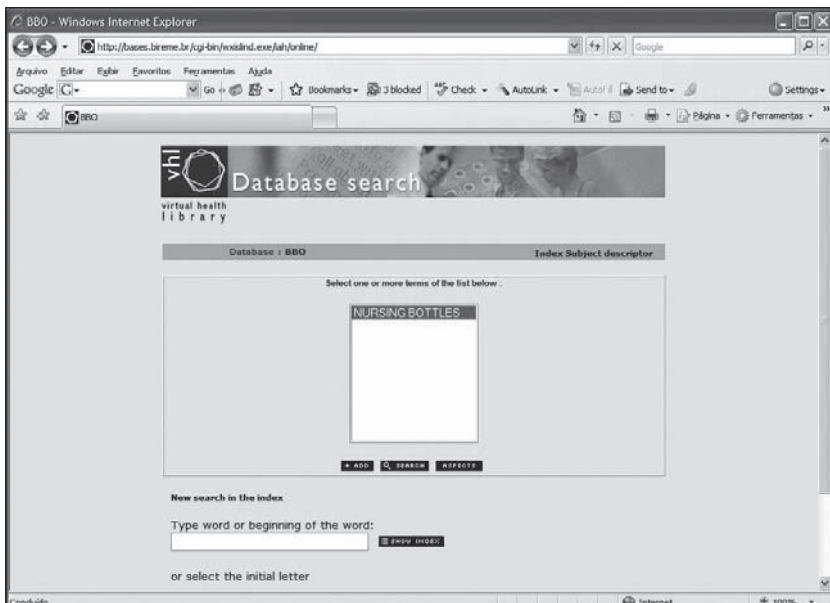 BBO - Windows Internet Explorer
http://bases.bireme.br/cgi-bin/wxislind.exe/iah/online/
Google
Arquivo Editar Exibir Favoritos Ferramentas Ajuda
Google G Go Bookmarks 3 blocked Check AutoLink AutoFill Send to Settings
BBO Página Ferramentas
vhl Database search
virtual health
library
Database : BBO Index Subject descriptor
Select one or more terms of the list below :
NURSING BOTTLES
+ ADD SEARCH ASPECTS
New search in the index
Type word or beginning of the word:
SHOW INDEX
or select the initial letter
Concluído Internet 100%